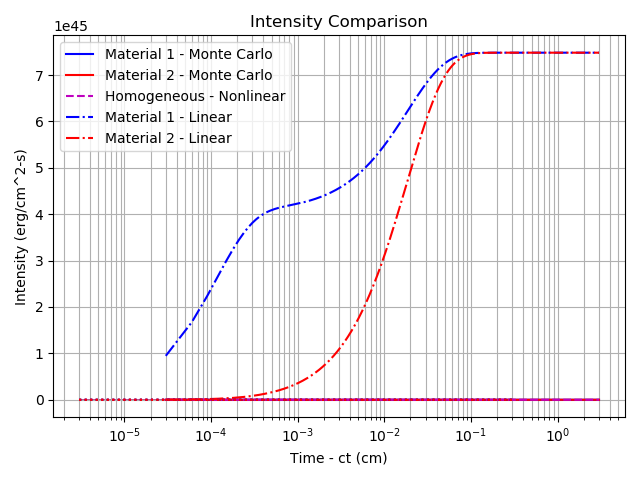 Intensity Comparison
1e45
Material 1 - Monte Carlo
Material 2 - Monte Carlo
Homogeneous - Nonlinear
Material 1 - Linear
Material 2 - Linear
7
6
5
4
3
2
1
0
Intensity (erg/cm^2-s)
10⁻⁵ 10⁻⁴ 10⁻³ 10⁻² 10⁻¹ 10⁰
Time - ct (cm)